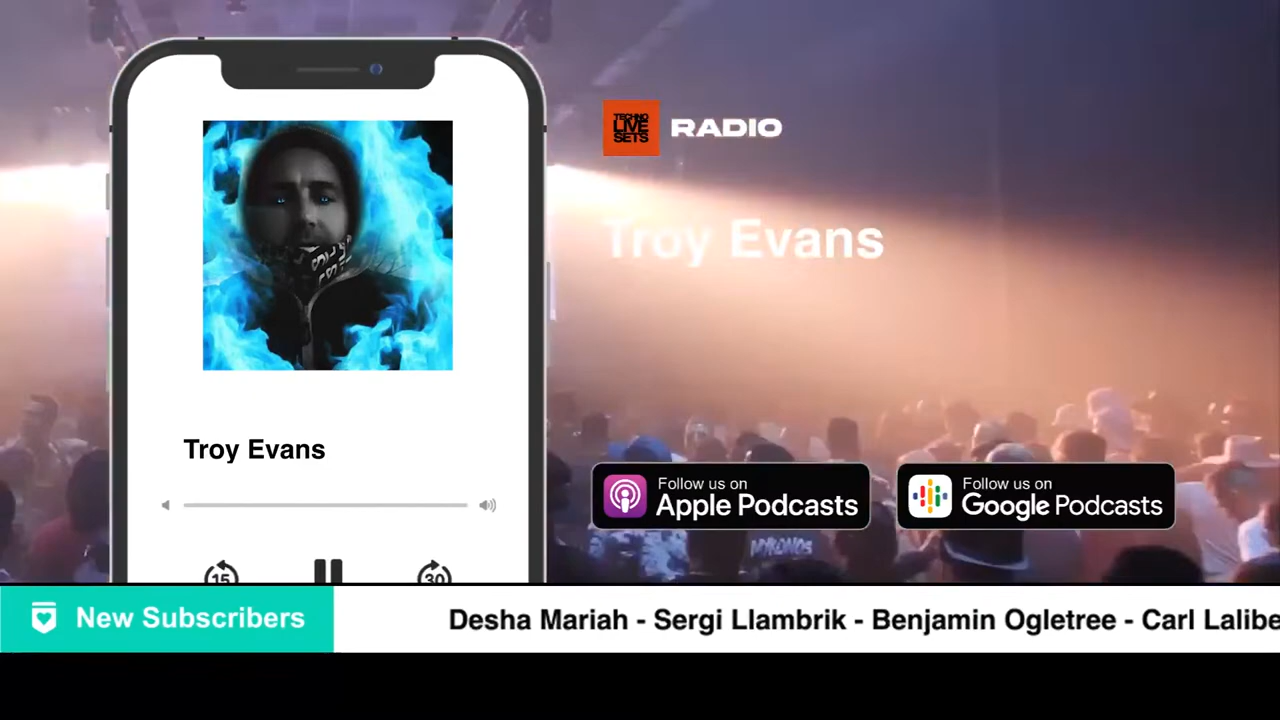 TECHNO
LIVE
SETS
RADIO
Troy Evans
Troy Evans
Follow us on
Apple Podcasts
Follow us on
Google Podcasts
MYKONOS
15
30
New Subscribers
Desha Mariah - Sergi Llambrik - Benjamin Ogletree - Carl Lalibe